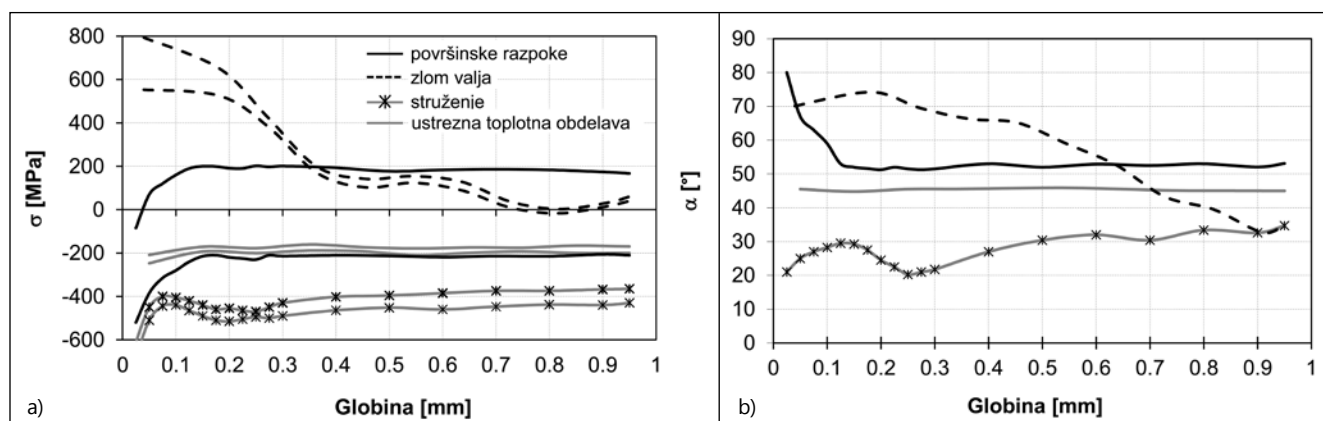 800
600
400
200
0
-200
-400
-600
σ [MPa]
površinske razpoke
zlom valja
struženje
ustrezna toplotna obdelava
0 0.1 0.2 0.3 0.4 0.5 0.6 0.7 0.8 0.9 1
Globina [mm]
a)
90
80
70
60
50
40
30
20
10
0
α [°]
0 0.1 0.2 0.3 0.4 0.5 0.6 0.7 0.8 0.9 1
Globina [mm]
b)